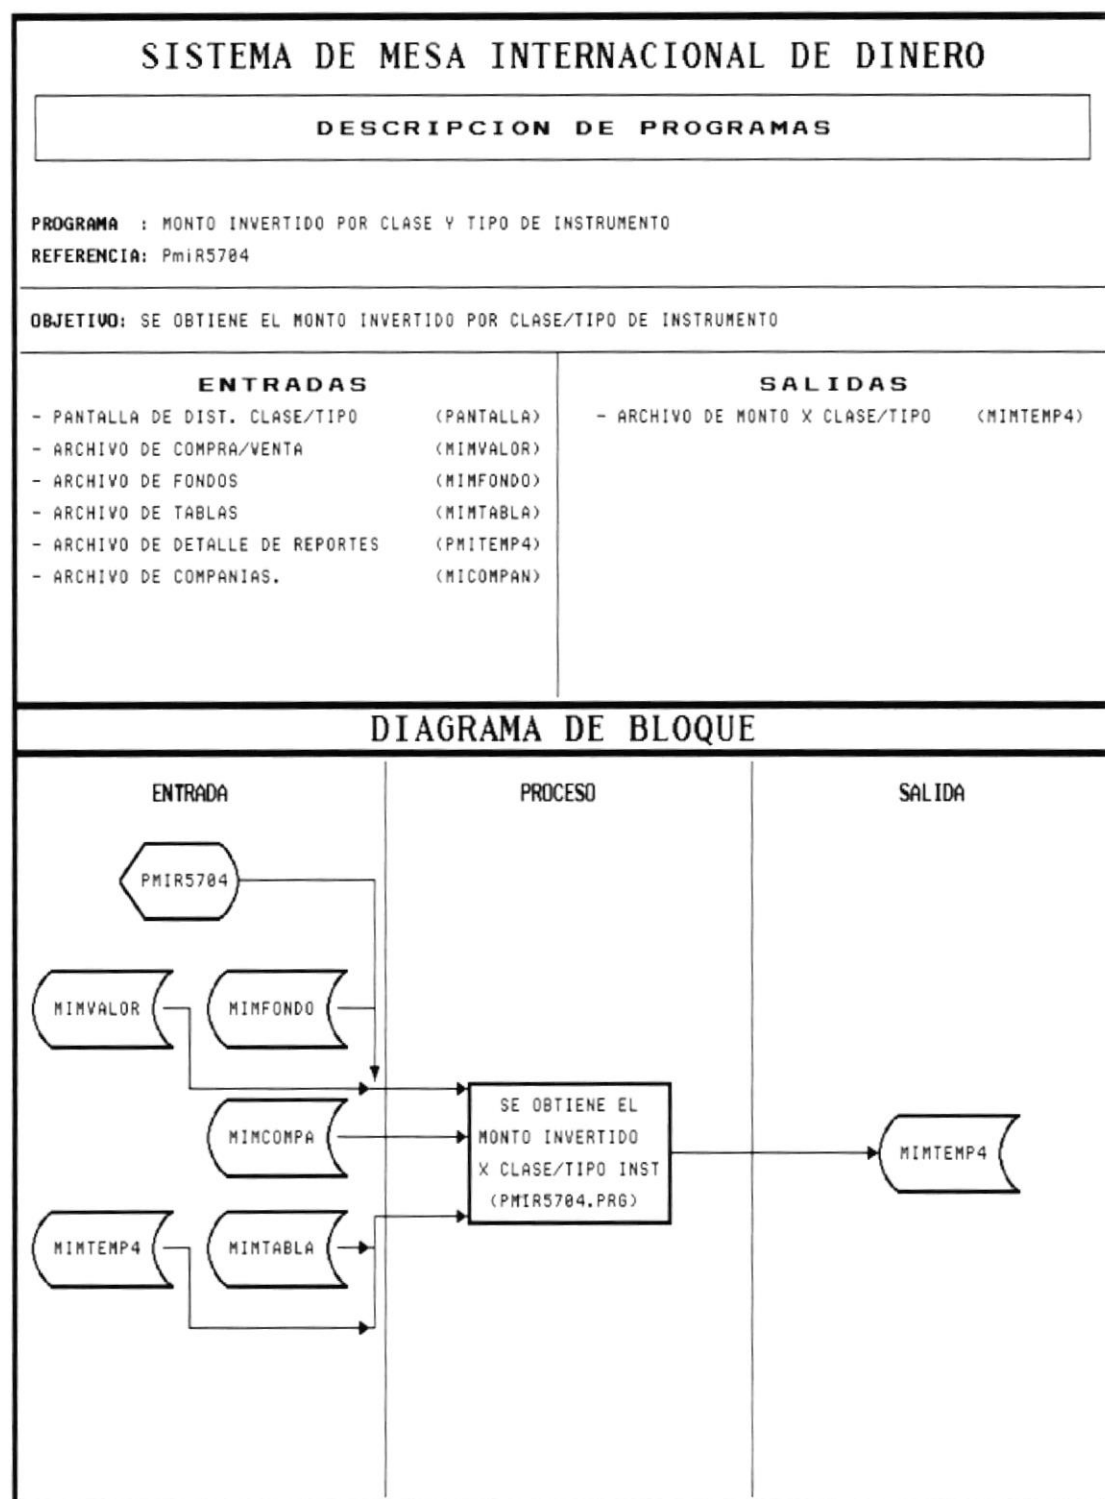 SISTEMA DE MESA INTERNACIONAL DE DINERO
DESCRIPCION DE PROGRAMAS
PROGRAMA : MONTO INVERTIDO POR CLASE Y TIPO DE INSTRUMENTO
REFERENCIA: PmiR5704
OBJETIVO: SE OBTIENE EL MONTO INVERTIDO POR CLASE/TIPO DE INSTRUMENTO
ENTRADAS
- PANTALLA DE DIST. CLASE/TIPO (PANTALLA)
- ARCHIVO DE COMPRA/VENTA (MIMVALOR)
- ARCHIVO DE FONDOS (MIMFONDO)
- ARCHIVO DE TABLAS (MIMTABLA)
- ARCHIVO DE DETALLE DE REPORTES (PMITEMP4)
- ARCHIVO DE COMPANIAS. (MICOMPAN)
SALIDAS
- ARCHIVO DE MONTO X CLASE/TIPO (MIMTEMP4)
DIAGRAMA DE BLOQUE
ENTRADA
PROCESO
SALIDA
PMIR5704
MIMVALOR
MIMFONDO
MIMCOMPA
MIMTEMP4
MIMTABLA
SE OBTIENE EL
MONTO INVERTIDO
X CLASE/TIPO INST
(PMIR5704.PRG)
MIMTEMP4